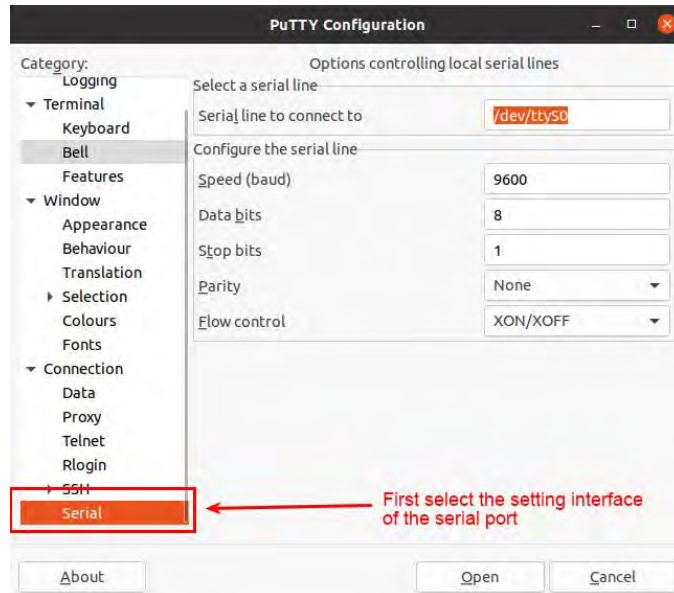 PuTTY Configuration
Category:
Options controlling local serial lines
Logging
Terminal
Keyboard
Bell
Features
Window
Appearance
Behaviour
Translation
Selection
Colours
Fonts
Connection
Data
Proxy
Telnet
Rlogin
SSH
Serial
Select a serial line
Serial line to connect to
/dev/ttyS0
Configure the serial line
Speed (baud)
9600
Data bits
8
Stop bits
1
Parity
None
Flow control
XON/XOFF
First select the setting interface
of the serial port
About
Open
Cancel